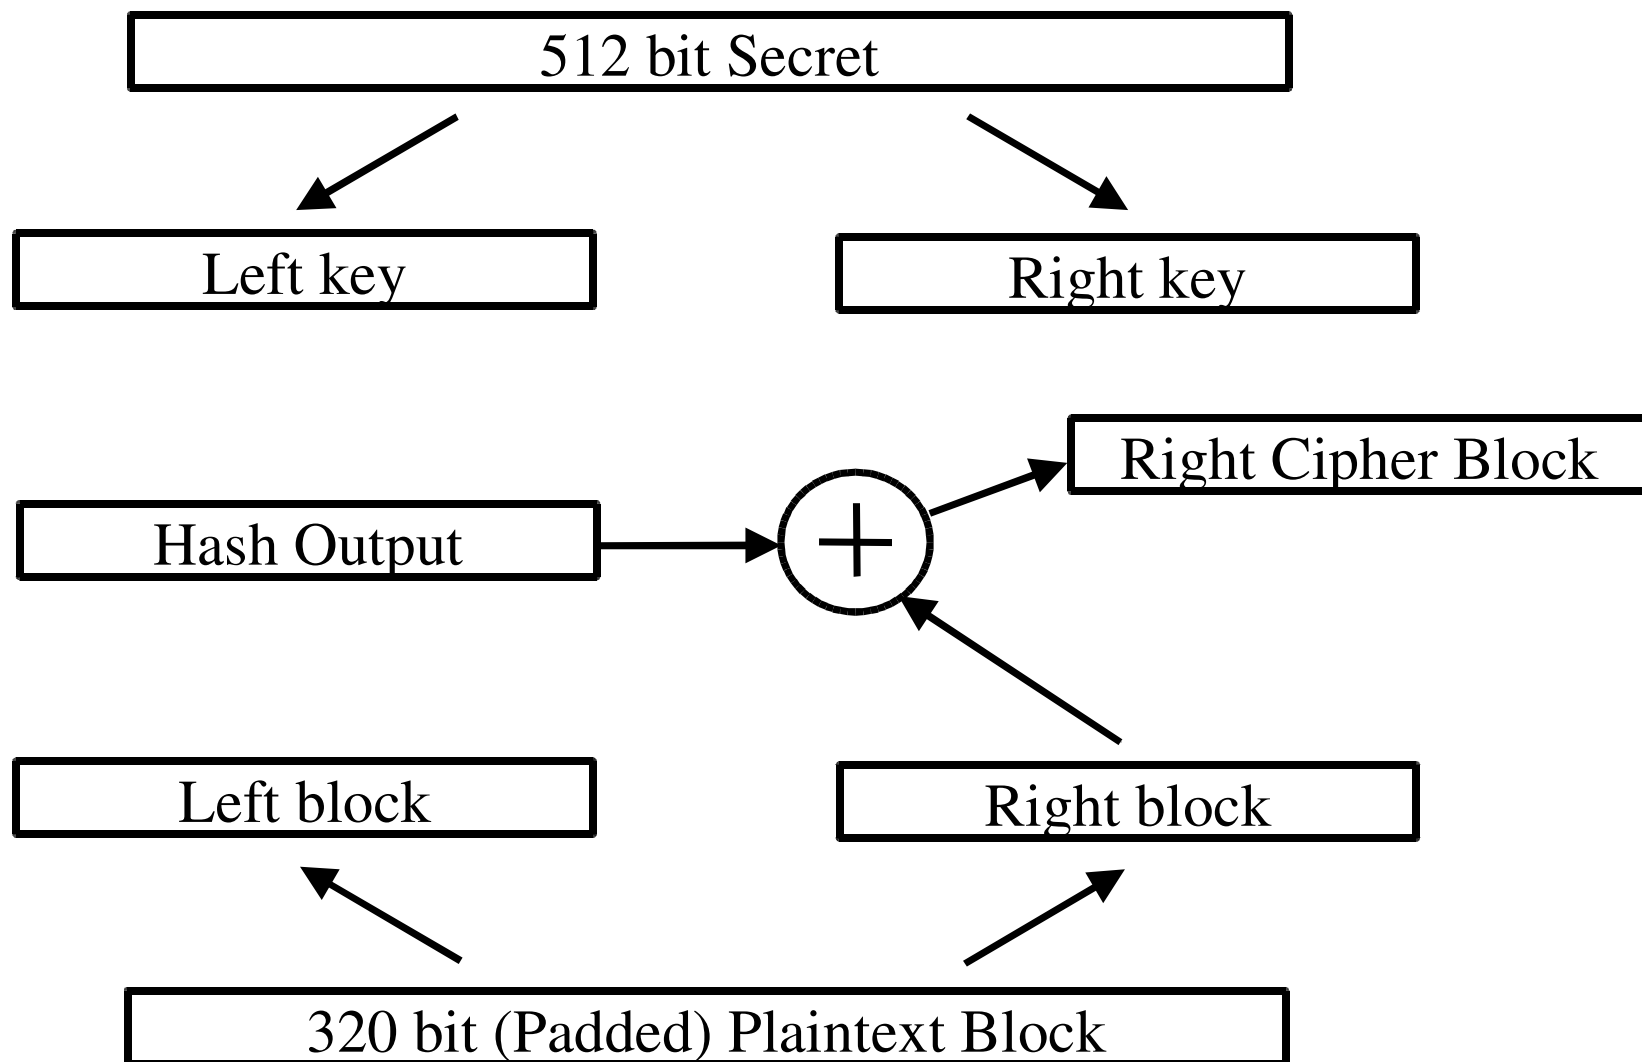 512 bit Secret
Left key
Right key
Right Cipher Block
Hash Output
Left block
Right block
320 bit (Padded) Plaintext Block